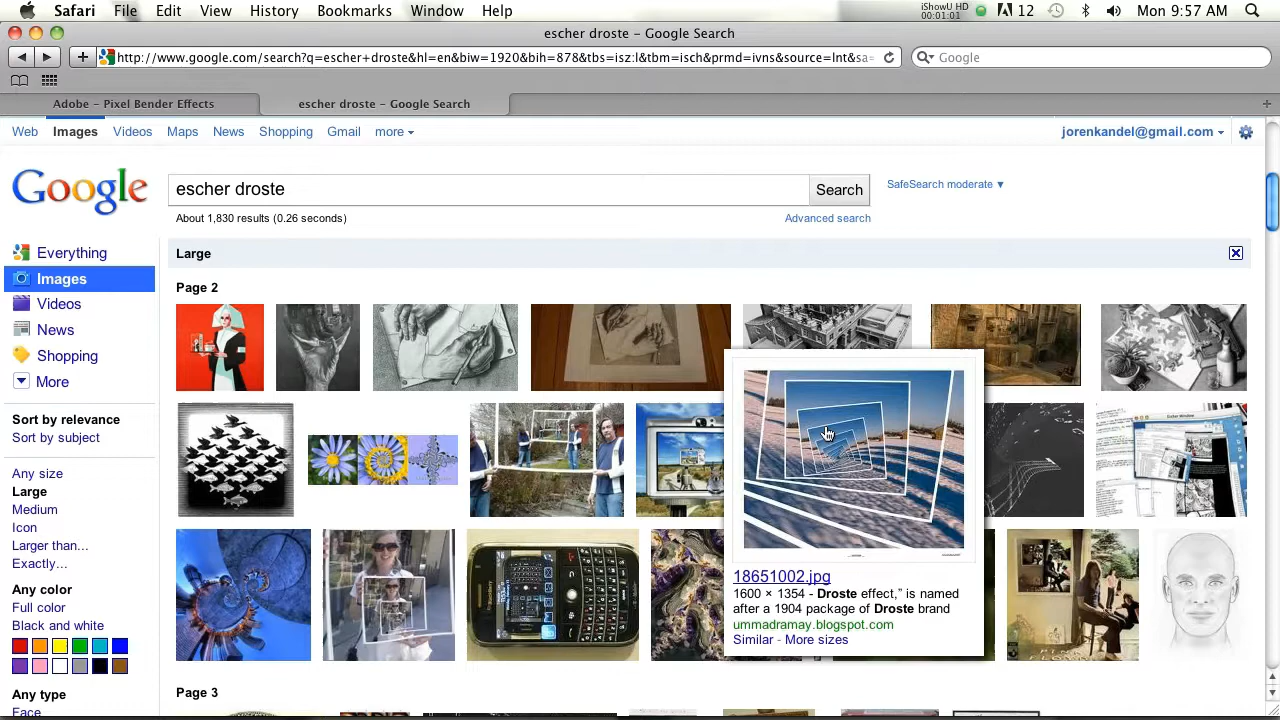 Safari File Edit View History Bookmarks Window Help
iShowU HD
00:01:01
12
Mon 9:57 AM
escher droste – Google Search
http://www.google.com/search?q=escher+droste&hl=en&biw=1920&bih=878&tbs=isz:l&tbm=isch&prmd=ivns&source=lnt&sa=
Google
Adobe – Pixel Bender Effects
escher droste – Google Search
Web Images Videos Maps News Shopping Gmail more
jorenkandel@gmail.com
Google
escher droste
Search
SafeSearch moderate ▼
About 1,830 results (0.26 seconds)
Advanced search
Everything
Images
Videos
News
Shopping
More
Sort by relevance
Sort by subject
Any size
Large
Medium
Icon
Larger than...
Exactly...
Any color
Full color
Black and white
Any type
Face
Large
Page 2
18651002.jpg
1600 × 1354 - Droste effect,” is named
after a 1904 package of Droste brand
ummadramay.blogspot.com
Similar - More sizes
Page 3